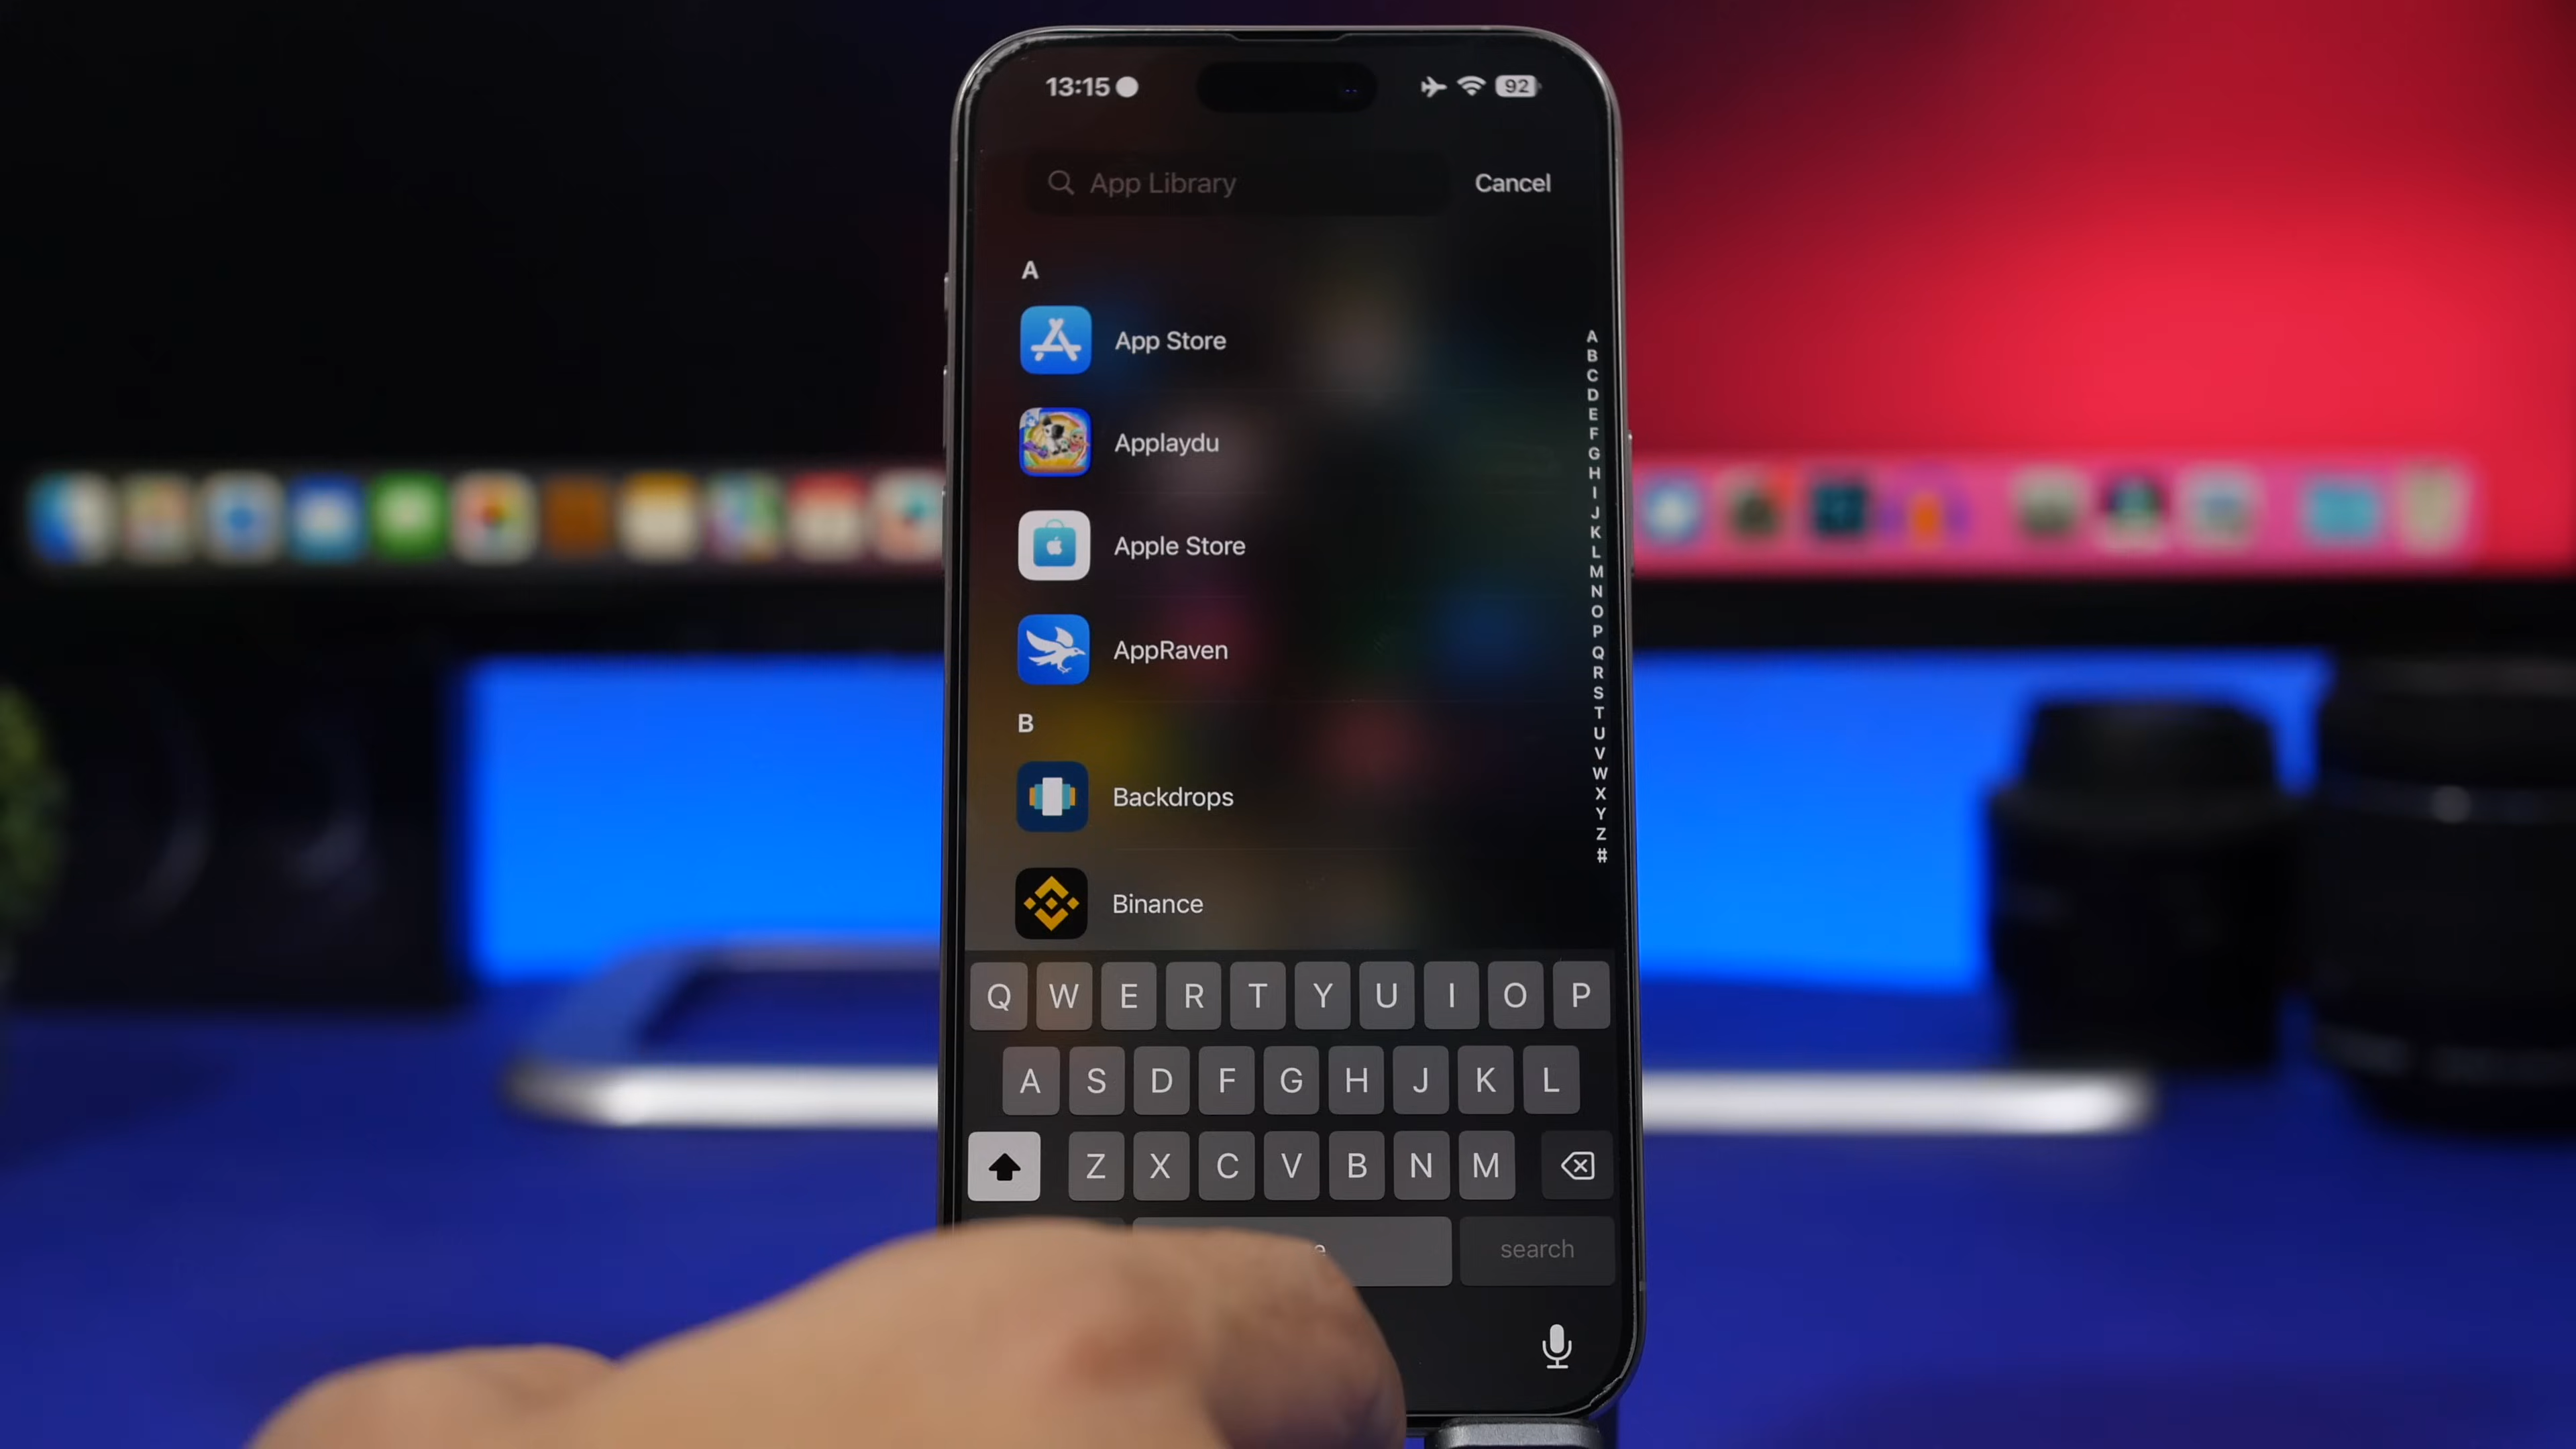 13:15 92
App Library Cancel
A
App Store
Applaydu
Apple Store
AppRaven
B
Backdrops
Binance
A
B
C
D
E
F
G
H
I
J
K
L
M
N
O
P
Q
R
S
T
U
V
W
X
Y
Z
#
Q W E R T Y U I O P
A S D F G H J K L
Z X C V B N M
search